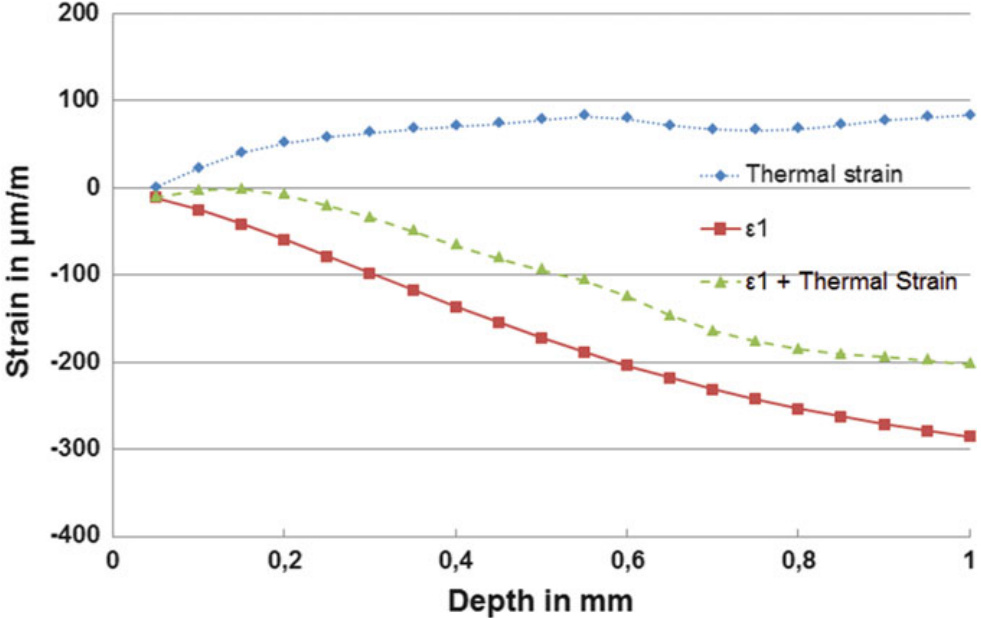 200
100
0
-100
-200
-300
-400
Strain in µm/m
Thermal strain
ε1
ε1 + Thermal Strain
0 0,2 0,4 0,6 0,8 1
Depth in mm